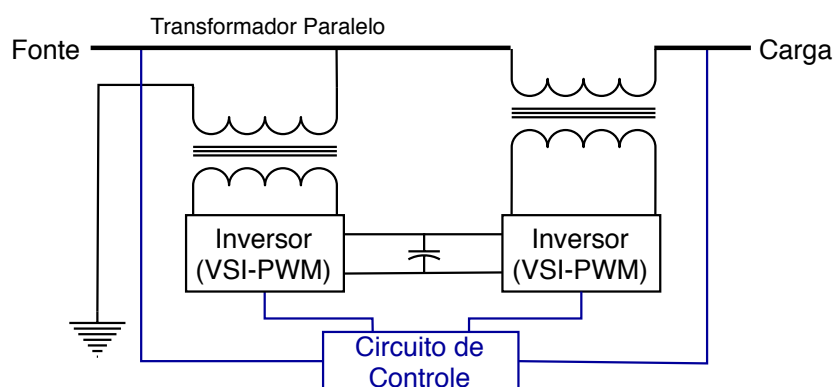 Transformador Paralelo
Fonte
Carga
Inversor
(VSI-PWM)
Inversor
(VSI-PWM)
Circuito de
Controle